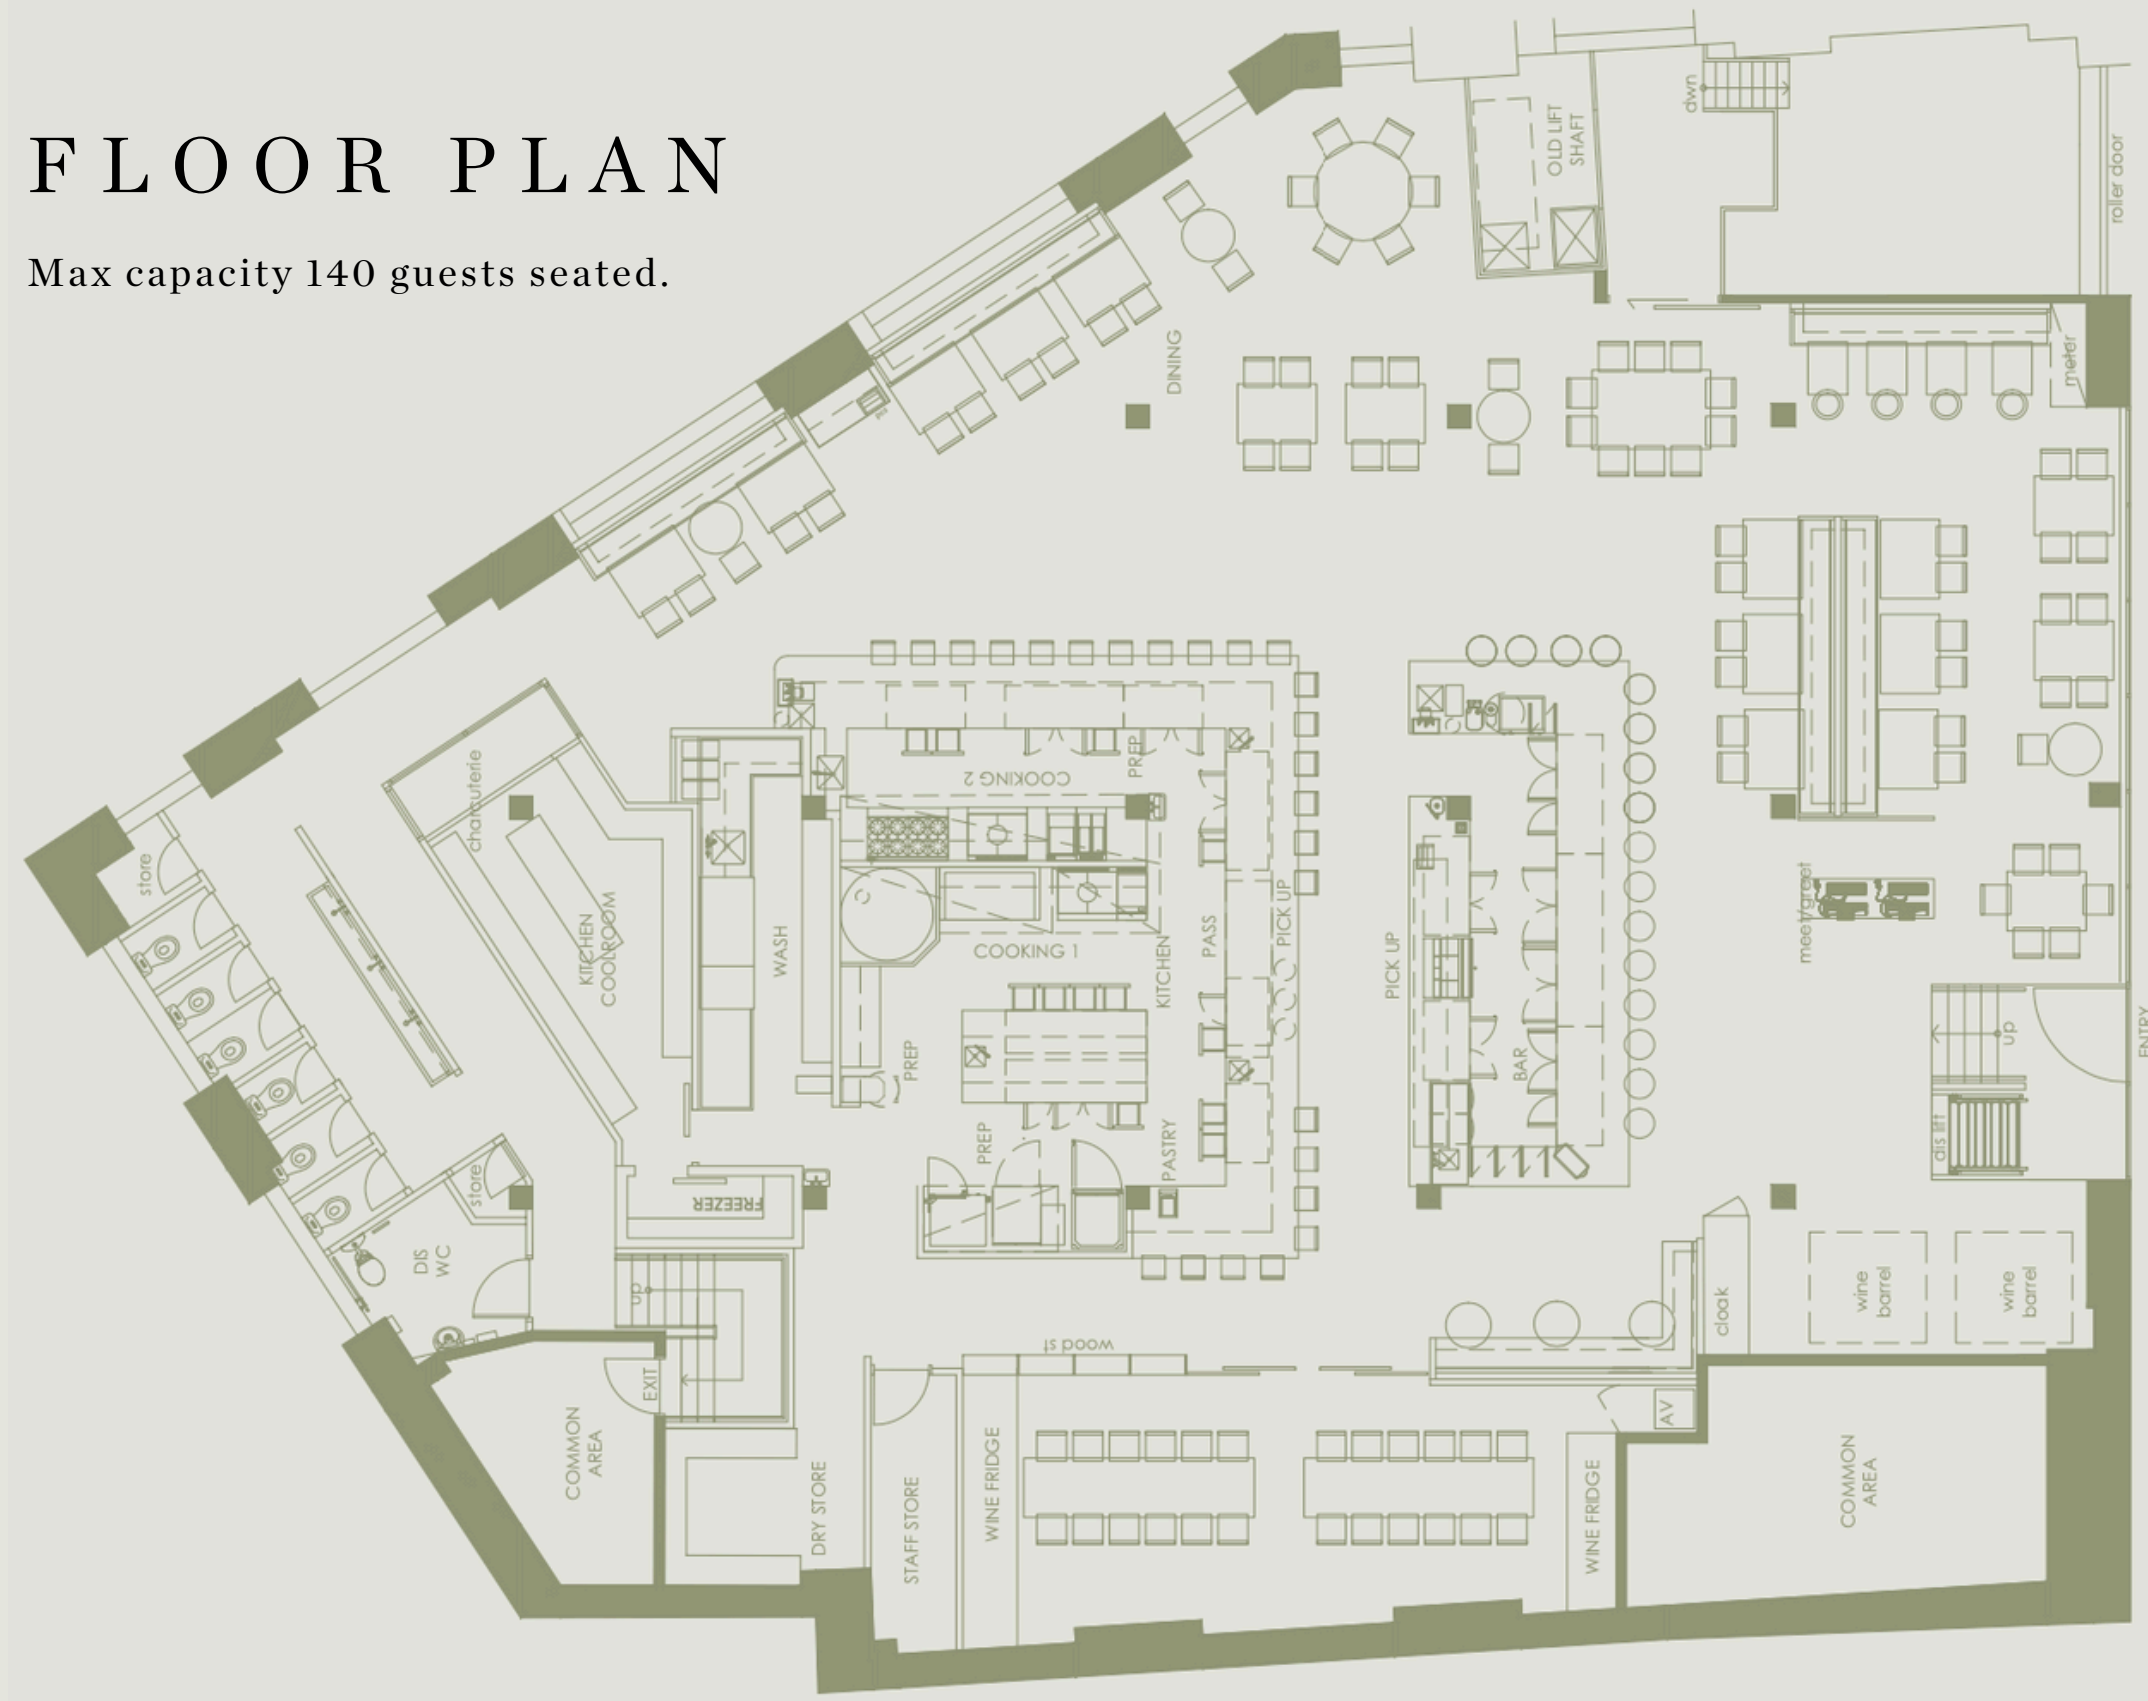 FLOOR PLAN
Max capacity 140 guests seated.
dwn
OLD LIFT
SHAFT
roller door
DINING
meter
charcuterie
COOKING 2
PREP
store
KITCHEN
COOLROOM
WASH
COOKING 1
KITCHEN
PASS
PICK UP
PICK UP
meet/greet
BAR
up
ENTRY
PREP
PREP
PASTRY
dis lift
store
FREEZER
DIS
WC
up
wood st
cloak
wine
barrel
wine
barrel
EXIT
AV
COMMON
AREA
DRY STORE
STAFF STORE
WINE FRIDGE
WINE FRIDGE
COMMON
AREA